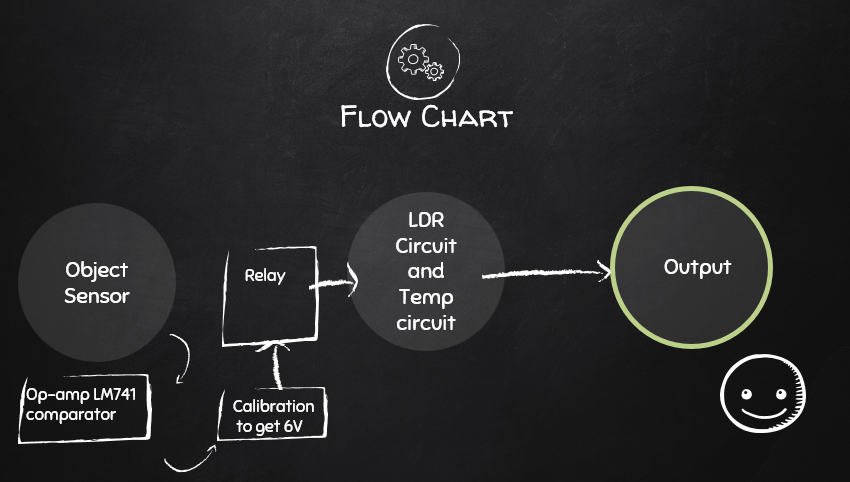 Flow Chart
Object
Sensor
Op-amp LM741
comparator
Calibration
to get 6V
Relay
LDR
Circuit
and
Temp
circuit
Output